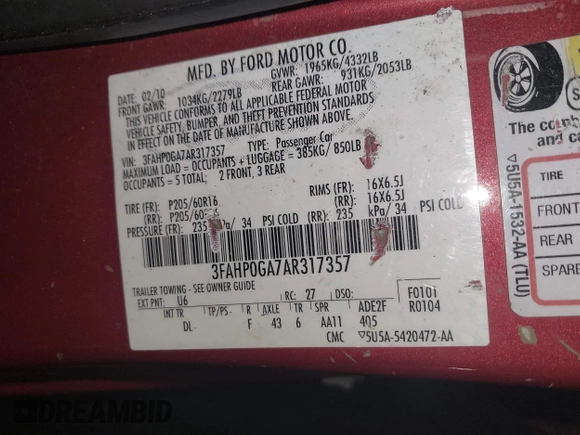 MFD. BY FORD MOTOR CO.
DATE: 02/10 GVWR: 1965KG/4332LB
FRONT GAWR: 1034KG/2279LB REAR GAWR: 931KG/2053LB
THIS VEHICLE CONFORMS TO ALL APPLICABLE FEDERAL MOTOR
VEHICLE SAFETY, BUMPER, AND THEFT PREVENTION STANDARDS
IN EFFECT ON THE DATE OF MANUFACTURE SHOWN ABOVE.
VIN: 3FAHP0GA7AR317357 TYPE: Passenger Car
MAXIMUM = OCCUPANTS + LUGGAGE = 385KG/850LB
OCCUPANTS = 5 TOTAL: 2 FRONT, 3 REAR
TIRE (FR): P205/60R16 RIMS (FR): 16X6.5J
(RR): (RR): 16X6.5J
PRESSURE (FR): 235 kPa/ 34 PSI COLD (RR): 235 kPa/ 34 PSI COLD
3FAHP0GA7AR317357
TRAILER TOWING - SEE OWNER GUIDE
EXT PNT: U6 RC: 27 DSO: F0101
R0104
INT TR TP/PS R AXLE TR SPR ADE2F
DL F 43 6 AA11 405
CMC ▽5U5A-5420472-AA
The
TIRE
FRONT
REAR
SPARE
▽5U5A-1532-AA (TLU)
DREAMBID